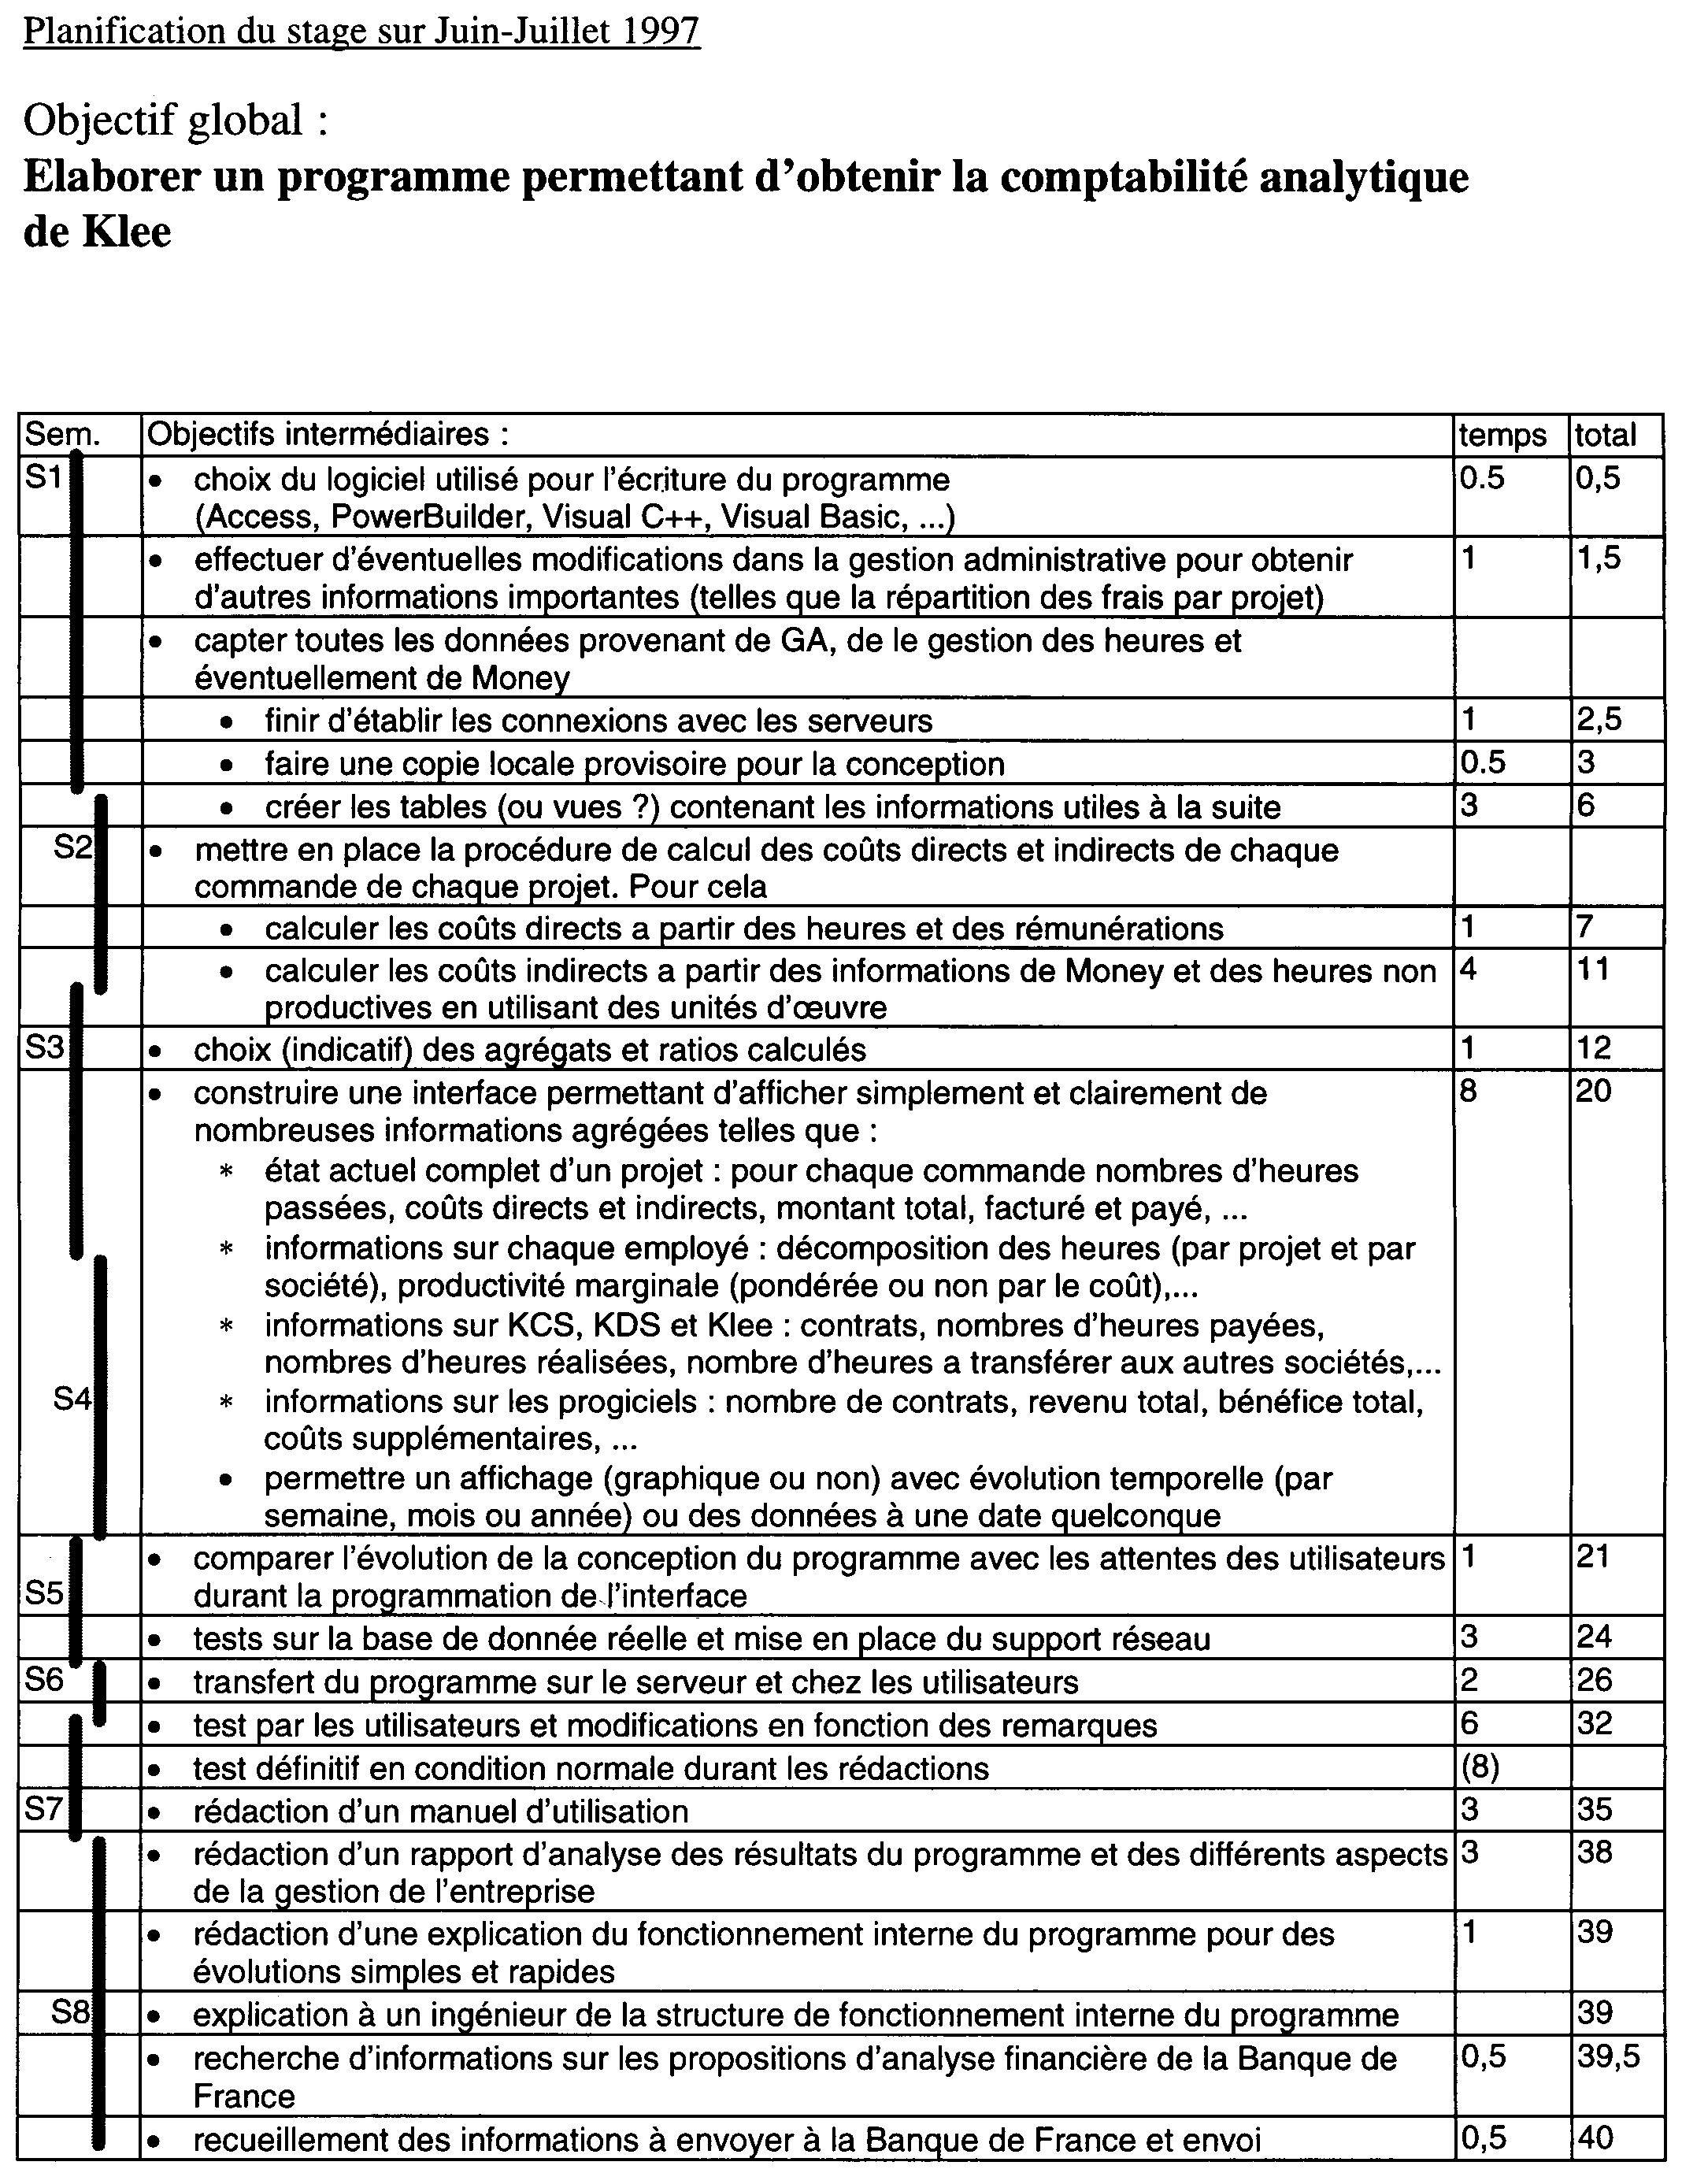 Planification du stage sur Juin-Juillet 1997
Objectif global :
Elaborer un programme permettant d'obtenir la comptabilité analytique
de Klee
Sem. Objectifs intermédiaires : temps total
S1 • choix du logiciel utilisé pour l'écriture du programme 0.5 0,5
(Access, PowerBuilder, Visual C++, Visual Basic, ...)
• effectuer d'éventuelles modifications dans la gestion administrative pour obtenir 1 1,5
d'autres informations importantes (telles que la répartition des frais par projet)
• capter toutes les données provenant de GA, de le gestion des heures et
éventuellement de Money
• finir d'établir les connexions avec les serveurs 1 2,5
• faire une copie locale provisoire pour la conception 0.5 3
• créer les tables (ou vues ?) contenant les informations utiles à la suite 3 6
S2 • mettre en place la procédure de calcul des coûts directs et indirects de chaque
commande de chaque projet. Pour cela
• calculer les coûts directs a partir des heures et des rémunérations 1 7
• calculer les coûts indirects a partir des informations de Money et des heures non 4 11
productives en utilisant des unités d'œuvre
S3 • choix (indicatif) des agrégats et ratios calculés 1 12
• construire une interface permettant d'afficher simplement et clairement de 8 20
nombreuses informations agrégées telles que :
* état actuel complet d'un projet : pour chaque commande nombres d'heures
passées, coûts directs et indirects, montant total, facturé et payé, ...
* informations sur chaque employé : décomposition des heures (par projet et par
société), productivité marginale (pondérée ou non par le coût),...
* informations sur KCS, KDS et Klee : contrats, nombres d'heures payées,
nombres d'heures réalisées, nombre d'heures a transférer aux autres sociétés,...
S4 * informations sur les progiciels : nombre de contrats, revenu total, bénéfice total,
coûts supplémentaires, ...
• permettre un affichage (graphique ou non) avec évolution temporelle (par
semaine, mois ou année) ou des données à une date quelconque
• comparer l'évolution de la conception du programme avec les attentes des utilisateurs 1 21
S5 durant la programmation de l'interface
• tests sur la base de donnée réelle et mise en place du support réseau 3 24
S6 • transfert du programme sur le serveur et chez les utilisateurs 2 26
• test par les utilisateurs et modifications en fonction des remarques 6 32
• test définitif en condition normale durant les rédactions (8)
S7 • rédaction d'un manuel d'utilisation 3 35
• rédaction d'un rapport d'analyse des résultats du programme et des différents aspects 3 38
de la gestion de l'entreprise
• rédaction d'une explication du fonctionnement interne du programme pour des 1 39
évolutions simples et rapides
S8 • explication à un ingénieur de la structure de fonctionnement interne du programme 39
• recherche d'informations sur les propositions d'analyse financière de la Banque de 0,5 39,5
France
• recueillement des informations à envoyer à la Banque de France et envoi 0,5 40